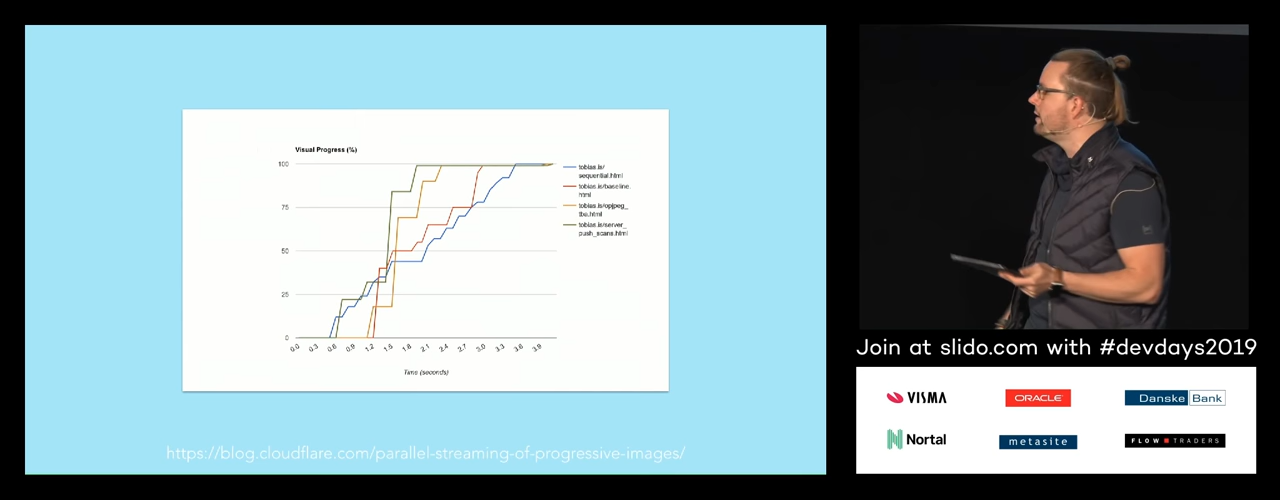 Visual Progress (%)
100
75
50
25
0
0.0 0.3 0.6 0.9 1.2 1.5 1.8 2.1 2.4 2.7 3.0 3.3 3.6 3.9
Time (seconds)
tobias.is/
sequential.html
tobias.is/baseline.
html
tobias.is/opjpeg_
tba.html
tobias.is/server_
push_scans.html
https://blog.cloudflare.com/parallel-streaming-of-progressive-images/
Join at slido.com with #devdays2019
VISMA
ORACLE
Danske Bank
Nortal
metasite
FLOW TRADERS